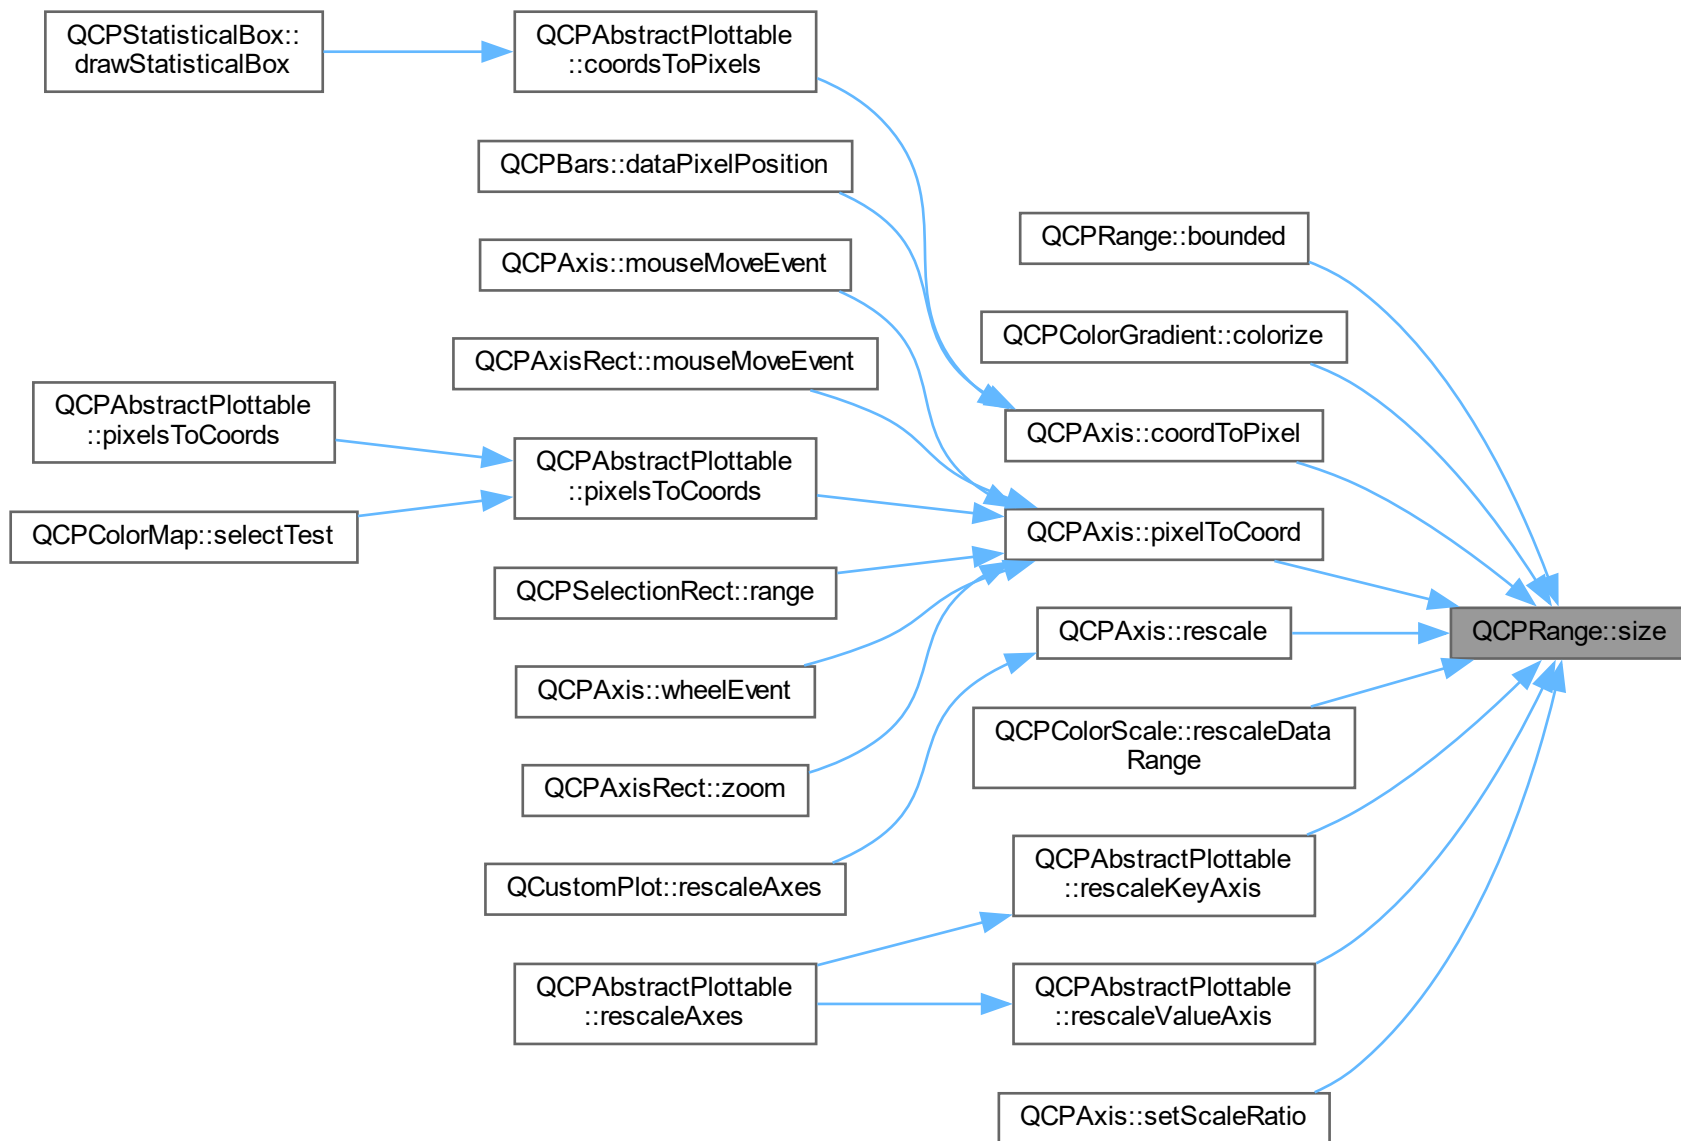 QCPStatisticalBox::
drawStatisticalBox
QCPAbstractPlottable
::coordsToPixels
QCPBars::dataPixelPosition
QCPRange::bounded
QCPAxis::mouseMoveEvent
QCPColorGradient::colorize
QCPAxisRect::mouseMoveEvent
QCPAbstractPlottable
::pixelsToCoords
QCPAxis::coordToPixel
QCPAbstractPlottable
::pixelsToCoords
QCPColorMap::selectTest
QCPAxis::pixelToCoord
QCPSelectionRect::range
QCPAxis::rescale
QCPRange::size
QCPAxis::wheelEvent
QCPColorScale::rescaleData
Range
QCPAxisRect::zoom
QCustomPlot::rescaleAxes
QCPAbstractPlottable
::rescaleKeyAxis
QCPAbstractPlottable
::rescaleAxes
QCPAbstractPlottable
::rescaleValueAxis
QCPAxis::setScaleRatio